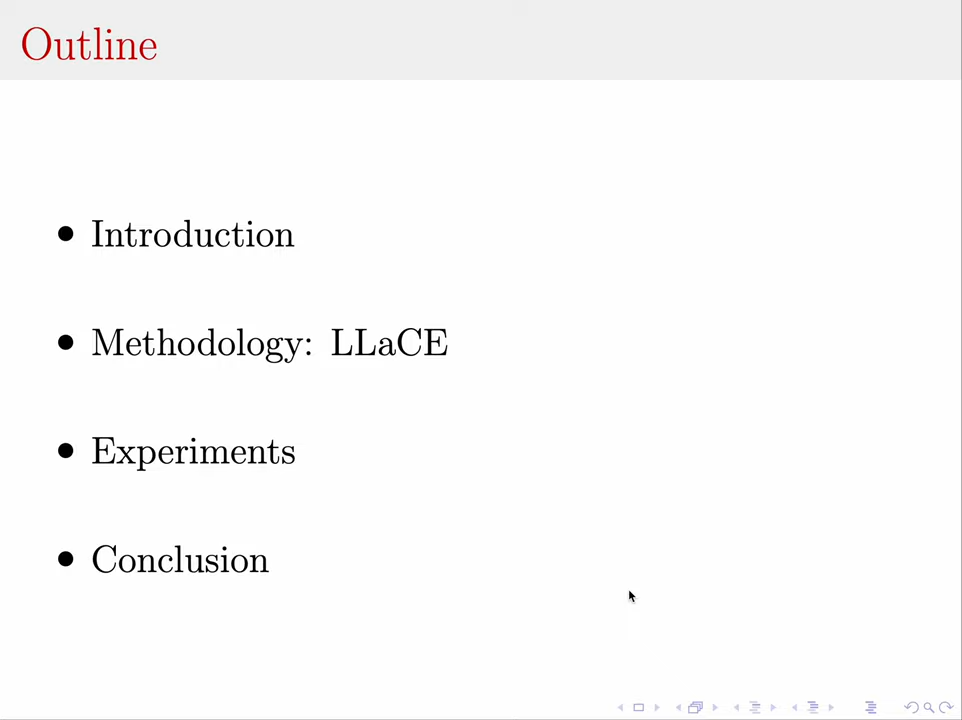 Outline
• Introduction
• Methodology: LLaCE
• Experiments
• Conclusion